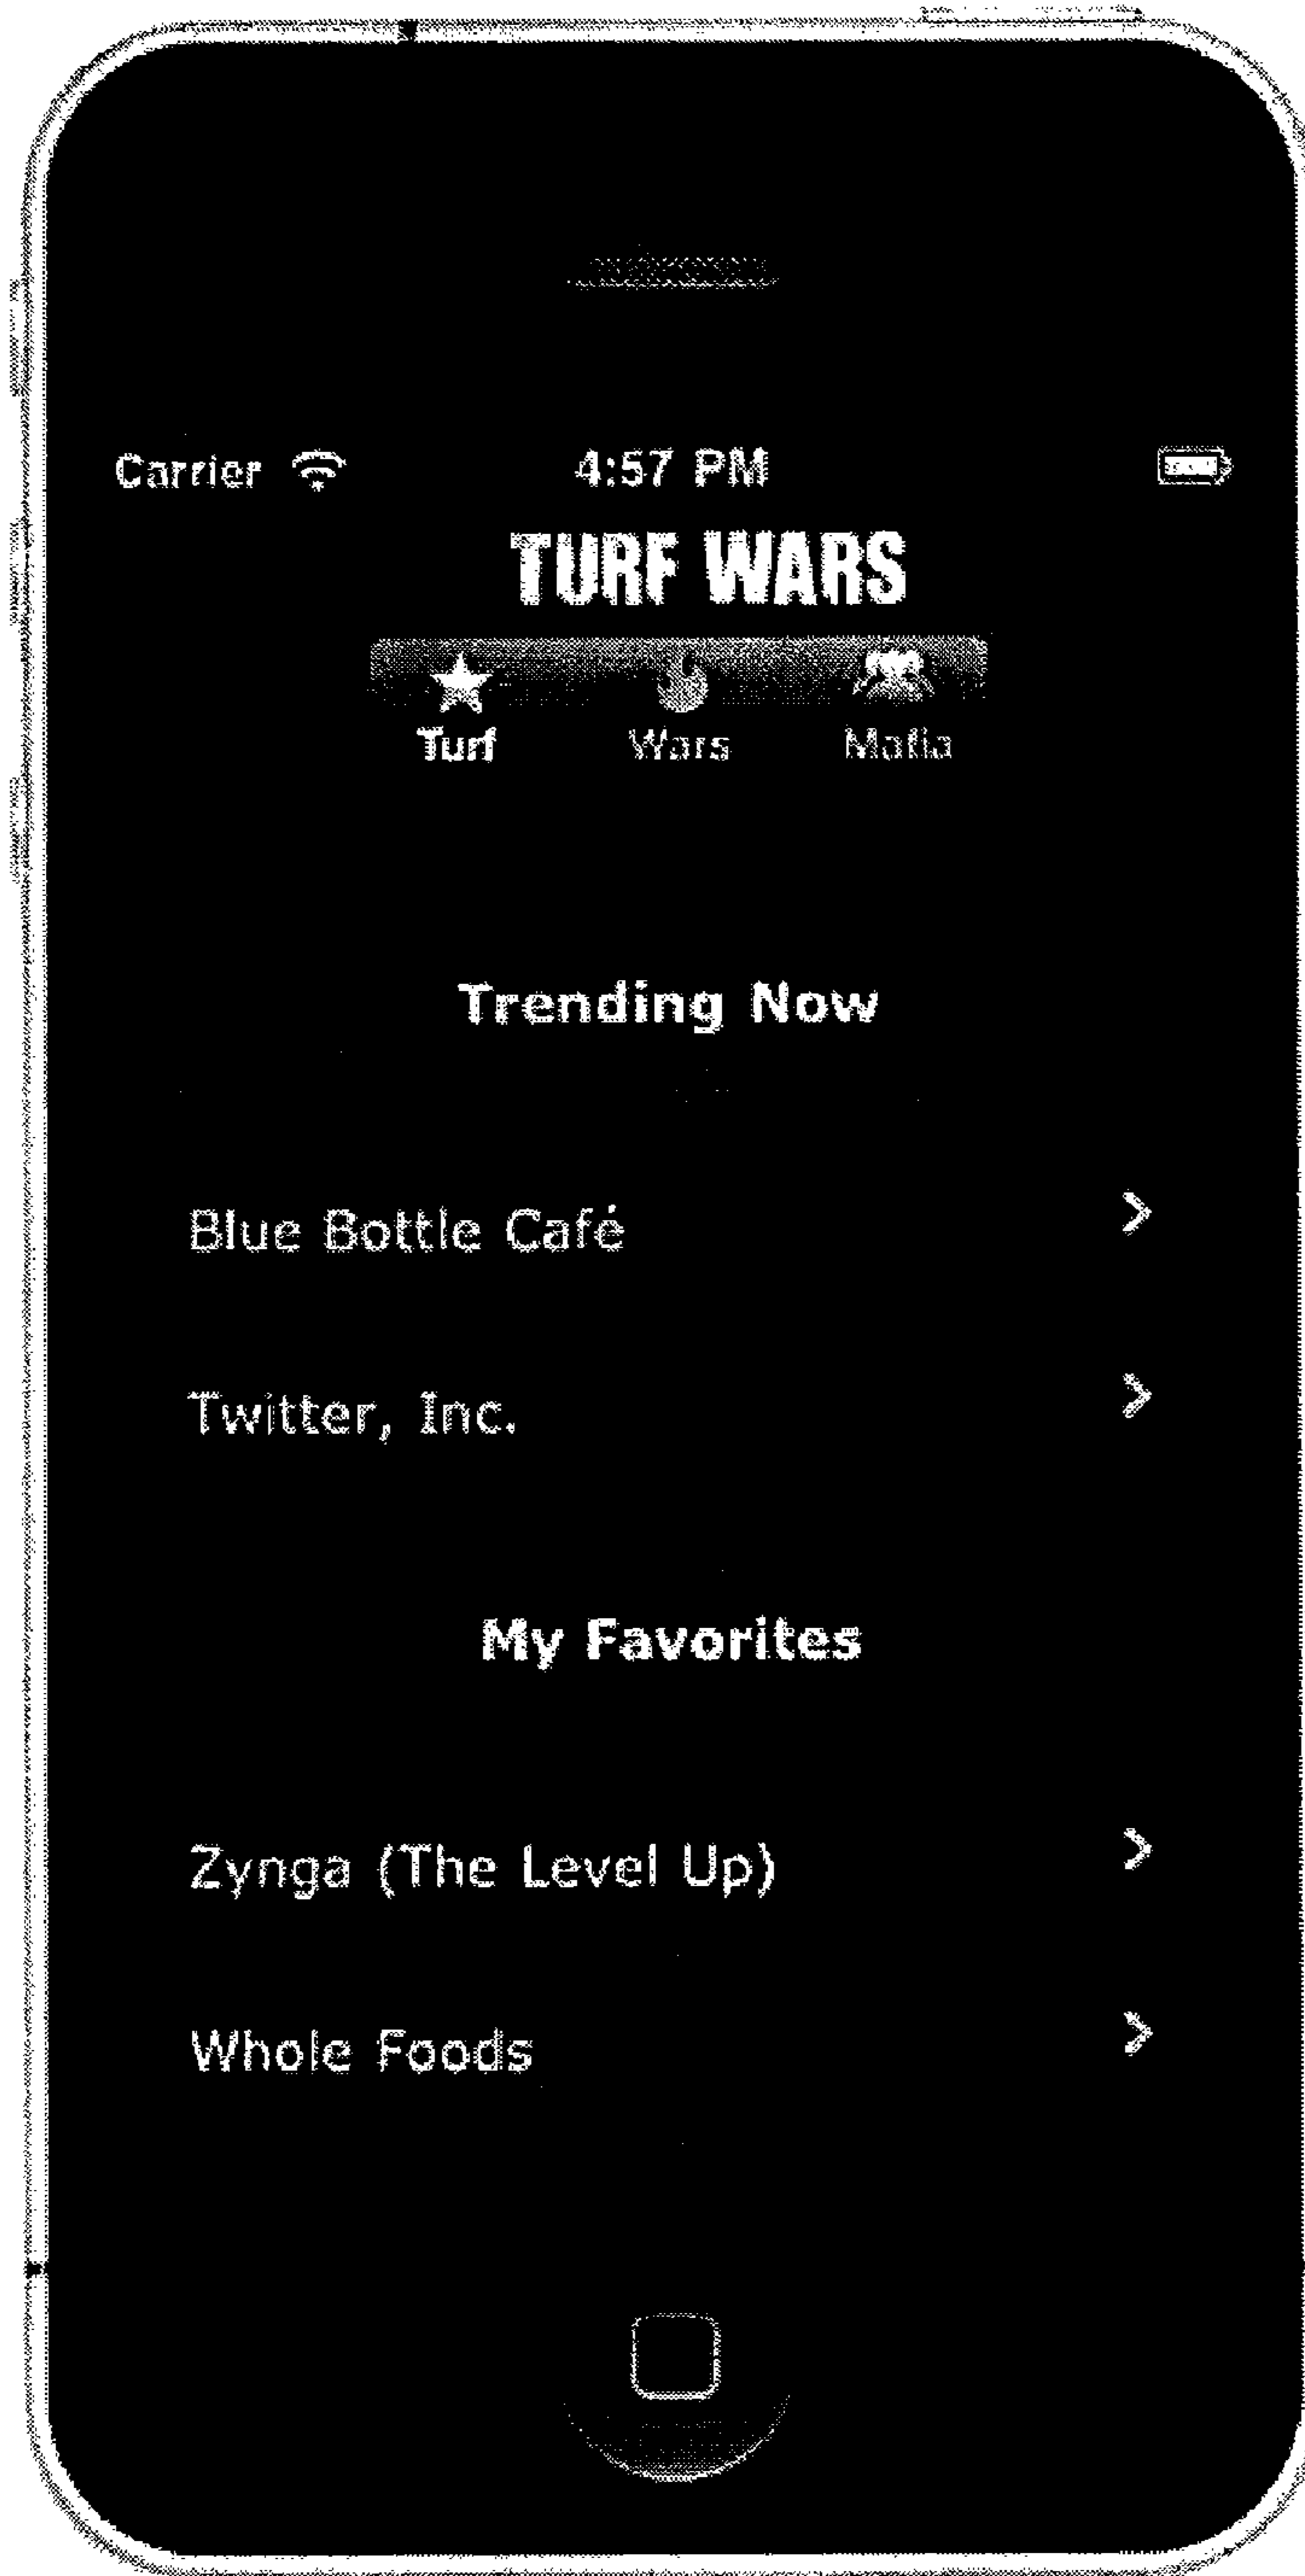 Carrier 4:57 PM
TURF WARS
Turf Wars Mafia
Trending Now
Blue Bottle Café
Twitter, Inc.
My Favorites
Zynga (The Level Up)
Whole Foods